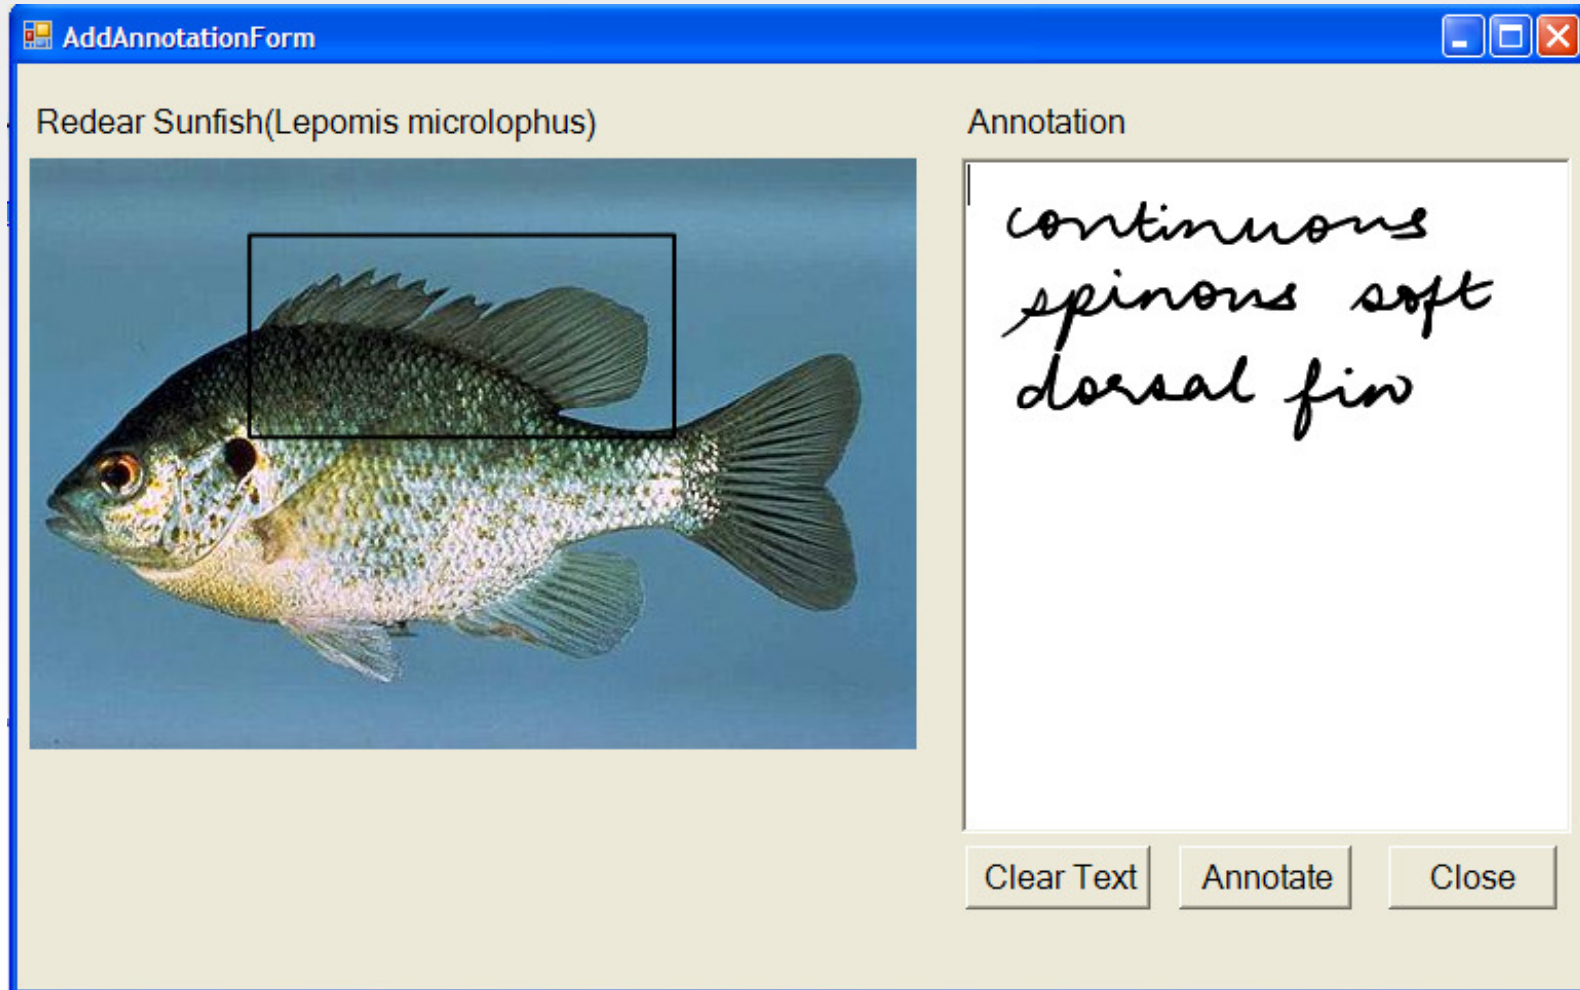 AddAnnotationForm
Redear Sunfish(Lepomis microlophus)
Annotation
continuous
spinous soft
dorsal fin
Clear Text
Annotate
Close